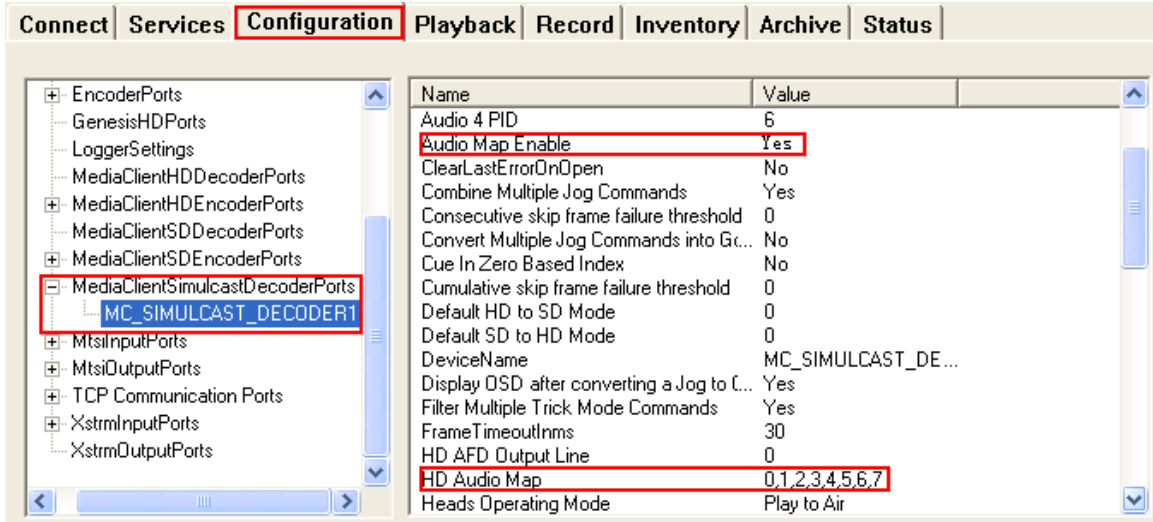 Connect Services Configuration Playback Record Inventory Archive Status
EncoderPorts
GenesisHDPorts
LoggerSettings
MediaClientHDDecoderPorts
MediaClientHDEncoderPorts
MediaClientSDDecoderPorts
MediaClientSDEncoderPorts
MediaClientSimulcastDecoderPorts
MC_SIMULCAST_DECODER1
MtsiInputPorts
MtsiOutputPorts
TCP Communication Ports
XstrmInputPorts
XstrmOutputPorts
Name Value
Audio 4 PID 6
Audio Map Enable Yes
ClearLastErrorOnOpen No
Combine Multiple Jog Commands Yes
Consecutive skip frame failure threshold 0
Convert Multiple Jog Commands into Go... No
Cue In Zero Based Index No
Cumulative skip frame failure threshold 0
Default HD to SD Mode 0
Default SD to HD Mode 0
DeviceName MC_SIMULCAST_DE...
Display OSD after converting a Jog to ... Yes
Filter Multiple Trick Mode Commands Yes
FrameTimeoutInms 30
HD AFD Output Line 0
HD Audio Map 0,1,2,3,4,5,6,7
Heads Operating Mode Play to Air